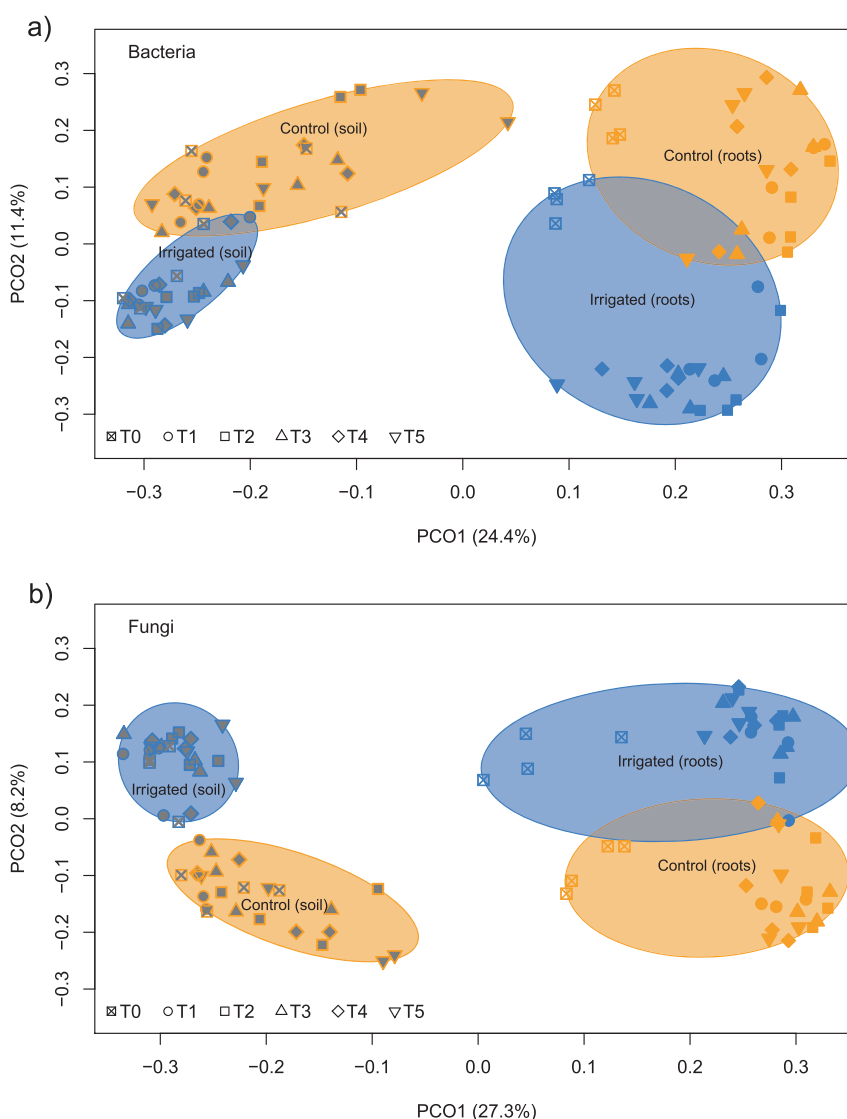 a)
Bacteria
Control (soil)
Control (roots)
Irrigated (soil)
Irrigated (roots)
0.3
0.2
0.1
0.0
−0.1
−0.2
−0.3
PCO2 (11.4%)
T0 T1 T2 T3 T4 T5
−0.3 −0.2 −0.1 0.0 0.1 0.2 0.3
PCO1 (24.4%)
b)
Fungi
Irrigated (roots)
Irrigated (soil)
Control (roots)
Control (soil)
0.3
0.2
0.1
0.0
−0.1
−0.2
−0.3
PCO2 (8.2%)
T0 T1 T2 T3 T4 T5
−0.3 −0.2 −0.1 0.0 0.1 0.2 0.3
PCO1 (27.3%)